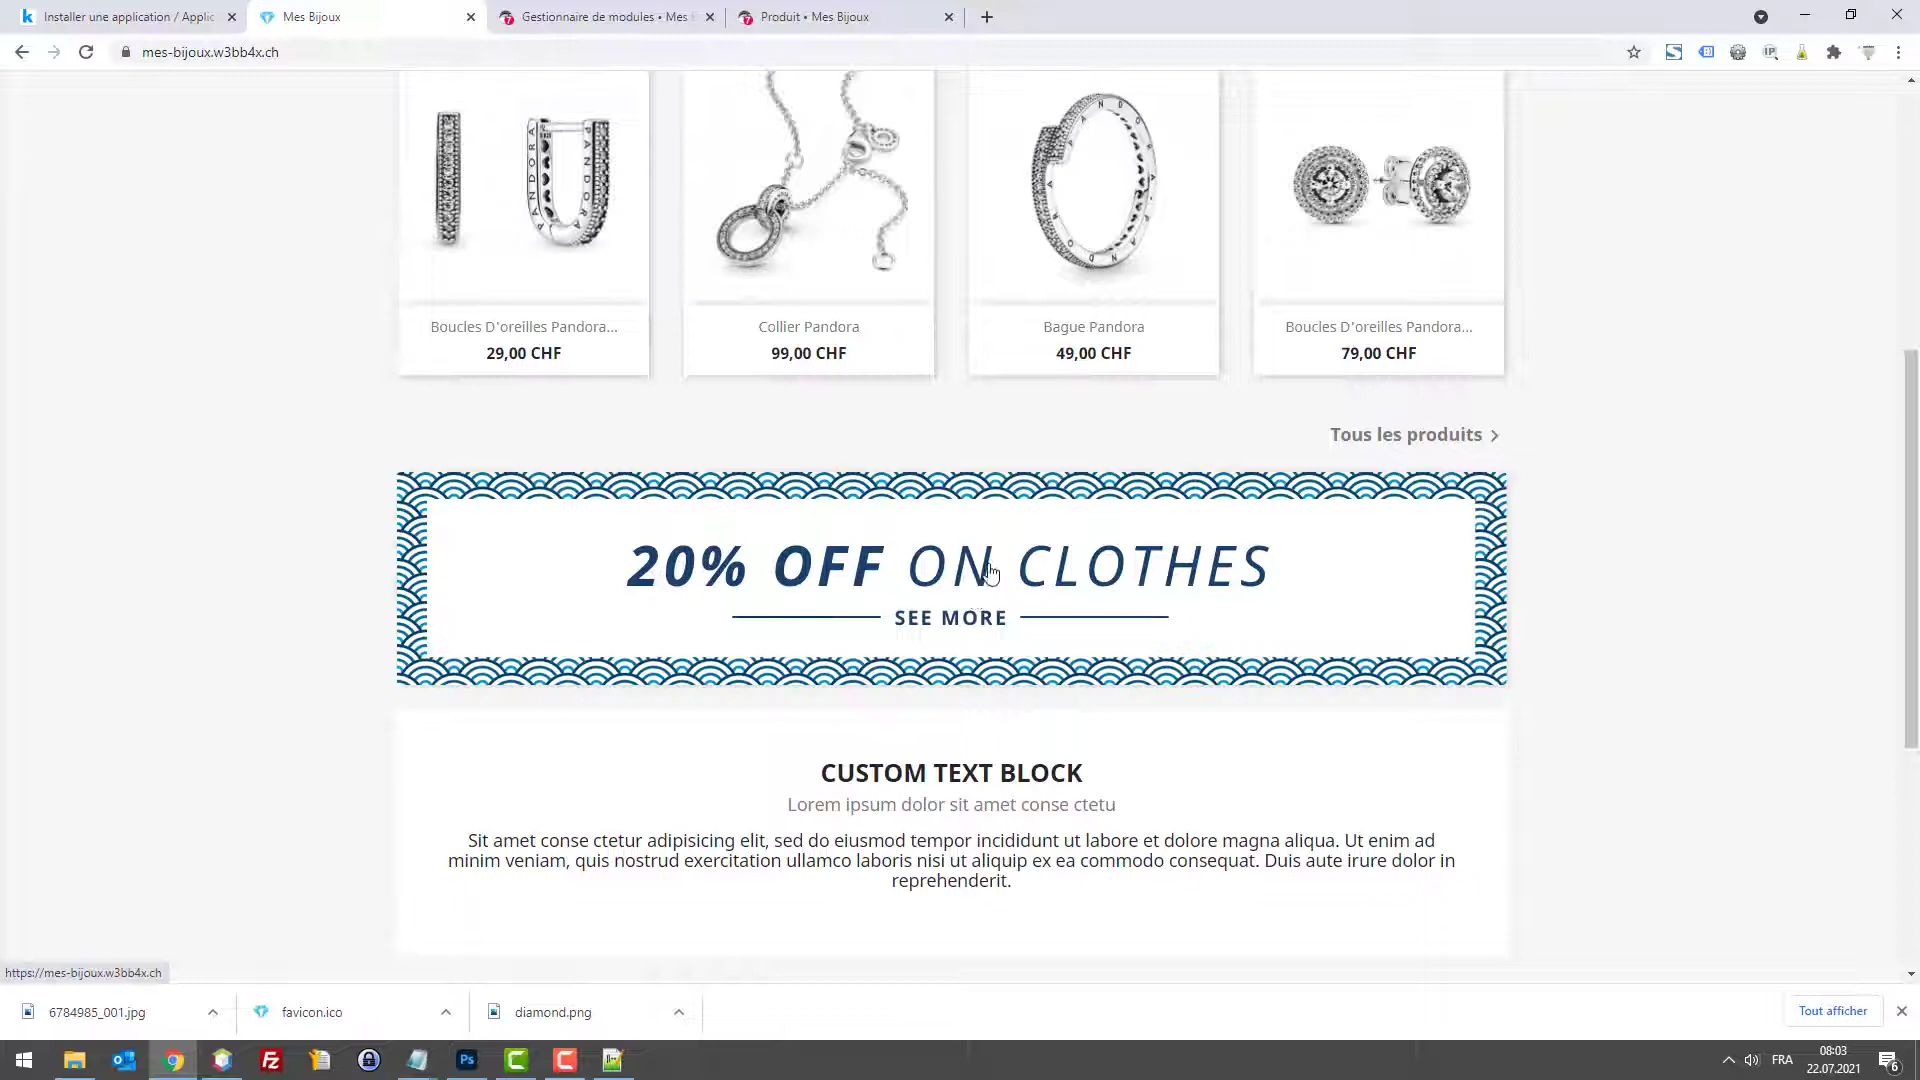 Installer une application / Applic
Mes Bijoux
Gestionnaire de modules • Mes
Produit • Mes Bijoux
mes-bijoux.w3bb4x.ch
PANDORA
PANDORA
Boucles D'oreilles Pandora...
29,00 CHF
Collier Pandora
99,00 CHF
Bague Pandora
49,00 CHF
Boucles D'oreilles Pandora...
79,00 CHF
Tous les produits
20% OFF ON CLOTHES
SEE MORE
CUSTOM TEXT BLOCK
Lorem ipsum dolor sit amet conse ctetu
Sit amet conse ctetur adipisicing elit, sed do eiusmod tempor incididunt ut labore et dolore magna aliqua. Ut enim ad
minim veniam, quis nostrud exercitation ullamco laboris nisi ut aliquip ex ea commodo consequat. Duis aute irure dolor in
reprehenderit.
https://mes-bijoux.w3bb4x.ch
6784985_001.jpg
favicon.ico
diamond.png
Tout afficher
FRA
08:03
22.07.2021
6